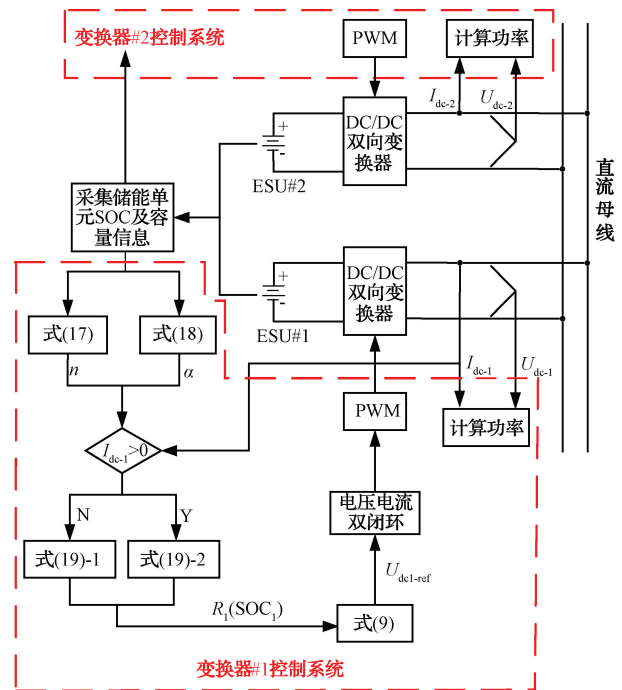 变换器#2控制系统
PWM
计算功率
Idc-2
Udc-2
+
-
ESU#2
DC/DC
双向变
换器
直流母线
采集储能单
元SOC及容
量信息
+
-
ESU#1
DC/DC
双向变
换器
式(17)
式(18)
n
α
Idc-1
Udc-1
PWM
计算功率
Idc-1>0
N
Y
电压电流
双闭环
式(19)-1
式(19)-2
Udc1-ref
R1(SOC1)
式(9)
变换器#1控制系统